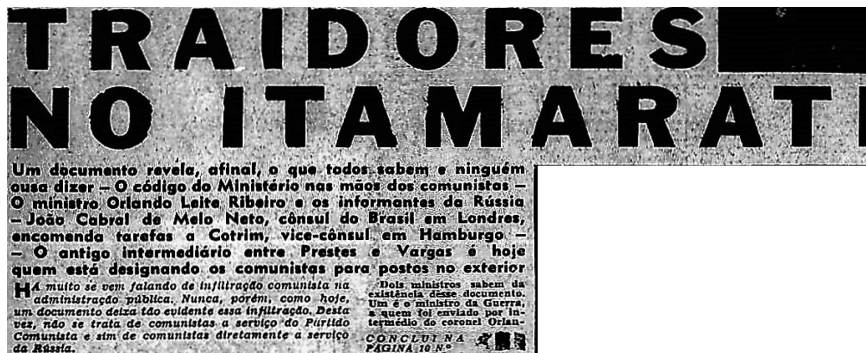 TRAIDORES
NO ITAMARATI
Um documento revela, afinal, o que todos sabem e ninguém
ousa dizer — O código do Ministério nas mãos dos comunistas —
O ministro Orlando Leite Ribeiro e os informantes da Rússia
— João Cabral de Melo Neto, cônsul do Brasil em Londres,
encomenda tarefas a Cotrim, vice-cônsul em Hamburgo —
— O antigo intermediário entre Prestes e Vargas é hoje
quem está designando os comunistas para postos no exterior
HÁ muito se vem falando de infiltração comunista na
administração pública. Nunca, porém, como hoje,
um documento deixa tão evidente essa infiltração. Desta
vez, não se trata de comunistas a serviço do Partido
Comunista e sim de comunistas diretamente a serviço
da Rússia.
Dois ministros sabem da
existência desse documento.
Um é o ministro da Guerra,
a quem foi enviado por in-
termédio do coronel Orlan-
CONCLUI NA
PÁGINA 10 N.º